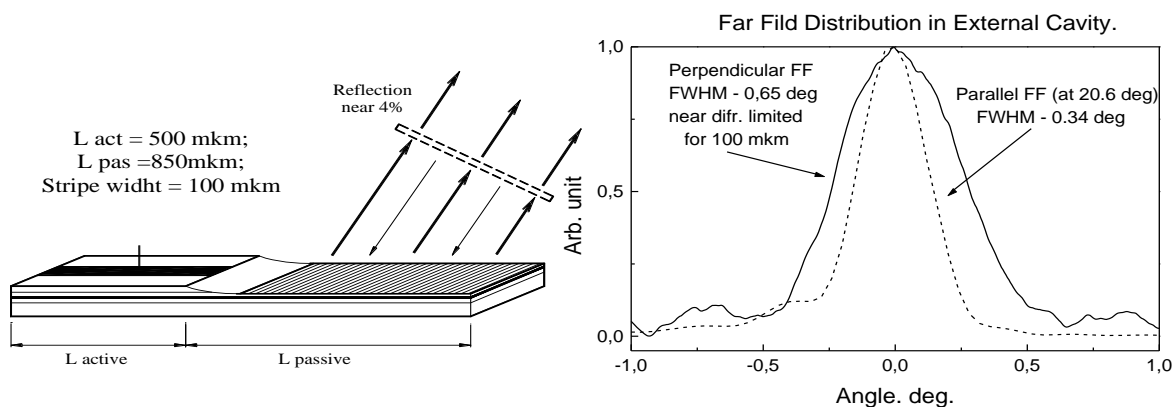 Reflection
near 4%
L act = 500 mkm;
L pas =850mkm;
Stripe widht = 100 mkm
L active
L passive
Far Fild Distribution in External Cavity.
Perpendicular FF
FWHM - 0,65 deg
near difr. limited
for 100 mkm
Parallel FF (at 20.6 deg)
FWHM - 0.34 deg
Arb. unit
1,0
0,5
0,0
-1,0
-0,5
0,0
0,5
1,0
Angle. deg.